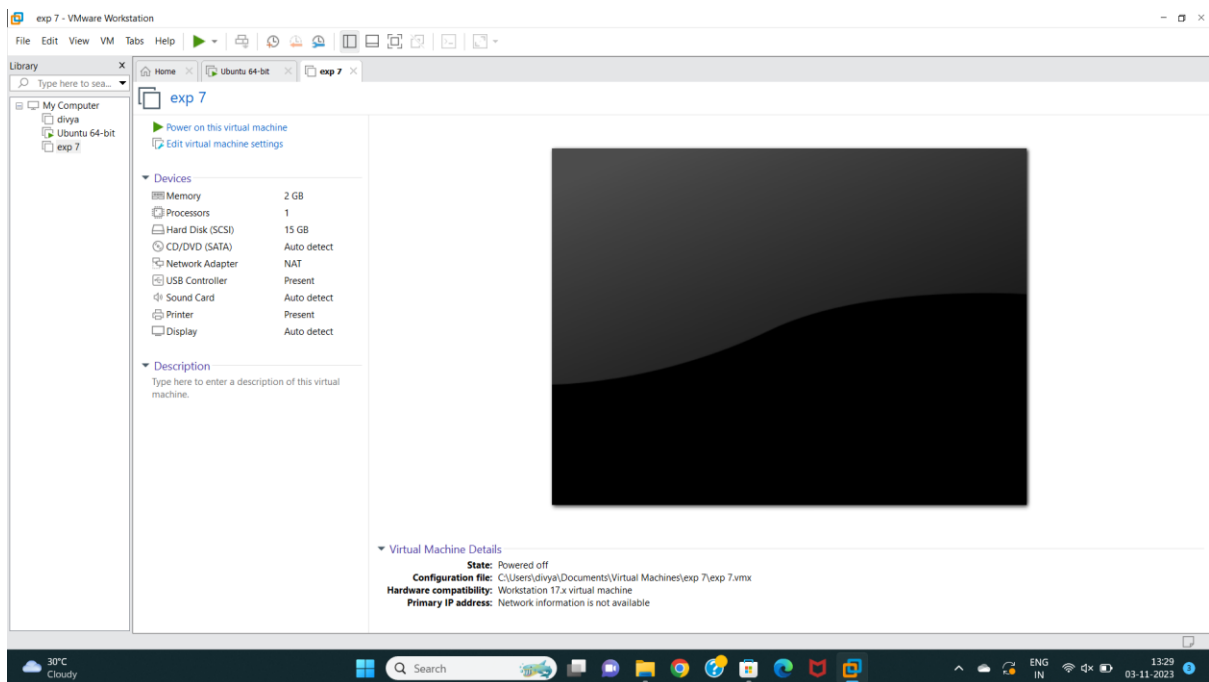 exp 7 - VMware Workstation
File Edit View VM Tabs Help
Library X
Type here to sea...
My Computer
divya
Ubuntu 64-bit
exp 7
Home Ubuntu 64-bit exp 7
exp 7
Power on this virtual machine
Edit virtual machine settings
Devices
Memory 2 GB
Processors 1
Hard Disk (SCSI) 15 GB
CD/DVD (SATA) Auto detect
Network Adapter NAT
USB Controller Present
Sound Card Auto detect
Printer Present
Display Auto detect
Description
Type here to enter a description of this virtual
machine.
Virtual Machine Details
State: Powered off
Configuration file: C:\Users\divya\Documents\Virtual Machines\exp 7\exp 7.vmx
Hardware compatibility: Workstation 17.x virtual machine
Primary IP address: Network information is not available
30°C
Cloudy
Search
ENG
IN
13:29
03-11-2023
3